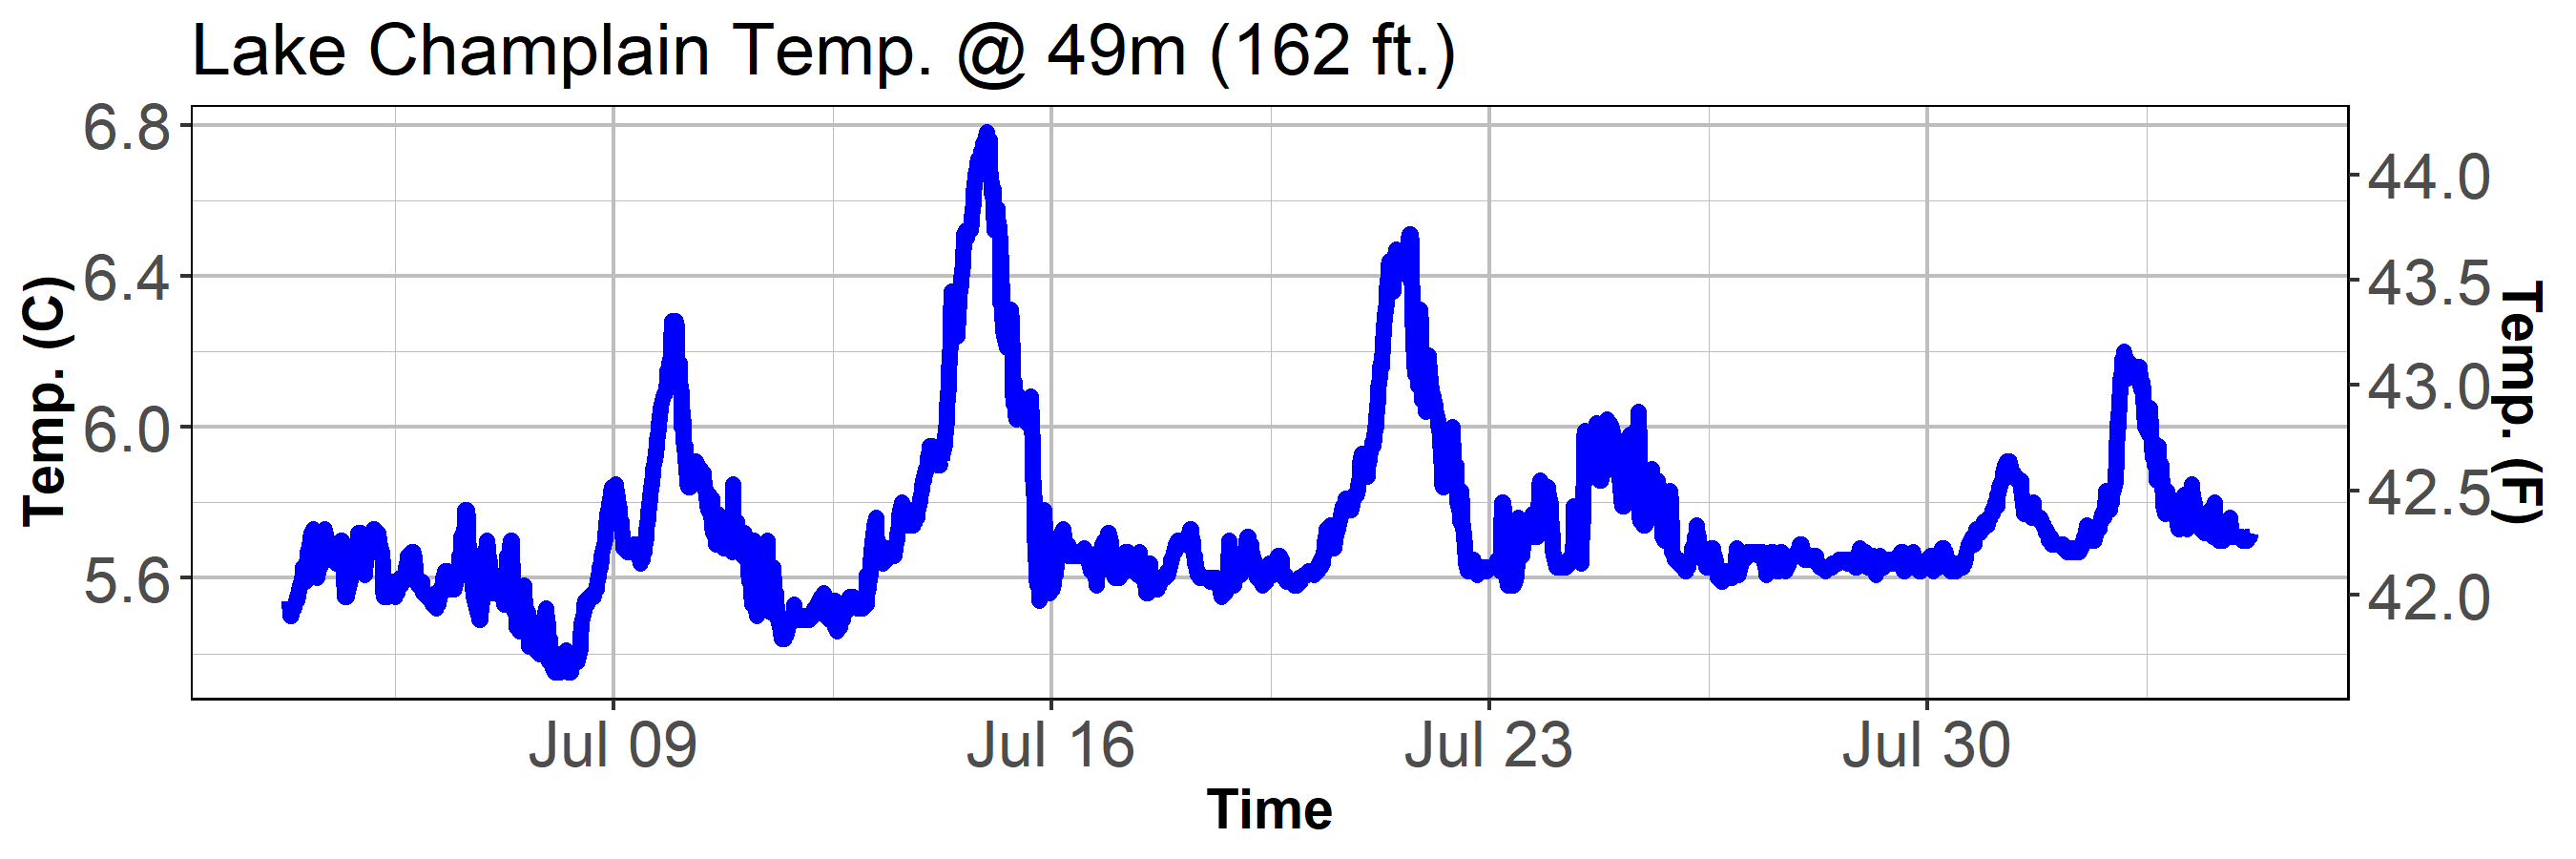 Lake Champlain Temp. @ 49m (162 ft.)
6.8
6.4
6.0
5.6
Temp. (C)
44.0
43.5
43.0
42.5
42.0
Temp. (F)
Jul 09 Jul 16 Jul 23 Jul 30
Time